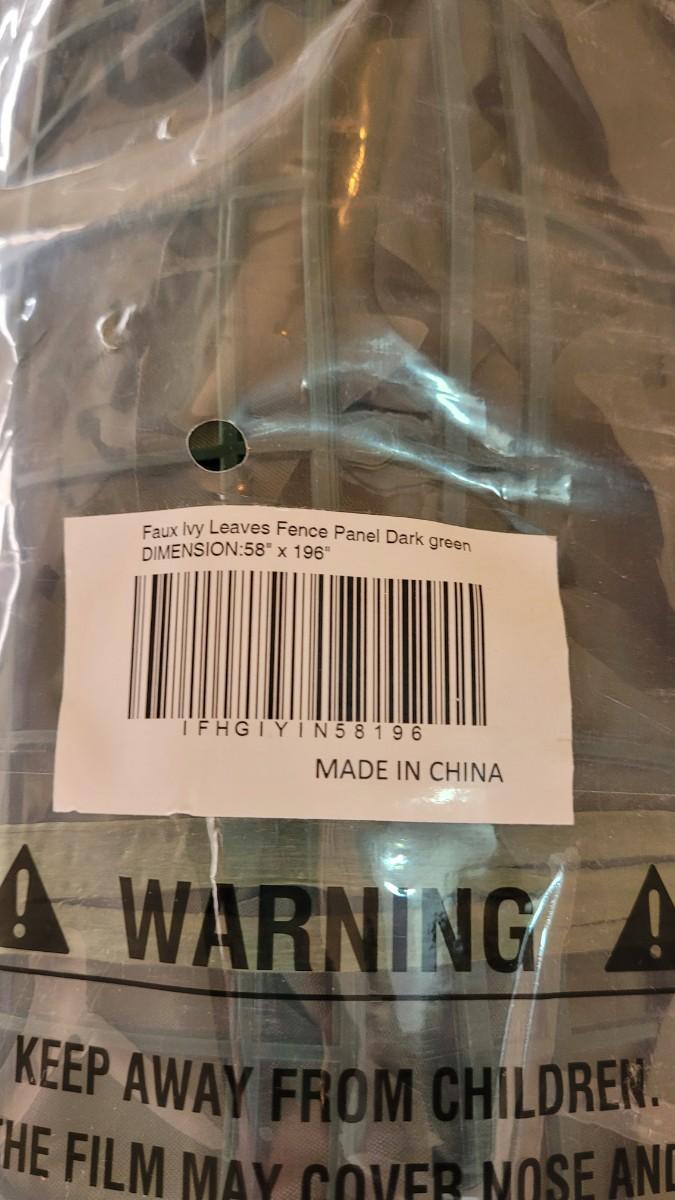 Faux Ivy Leaves Fence Panel Dark green
DIMENSION:58" x 196"
IFHGIYIN58196
MADE IN CHINA
WARNING
KEEP AWAY FROM CHILDREN.
THE FILM MAY COVER NOSE AND